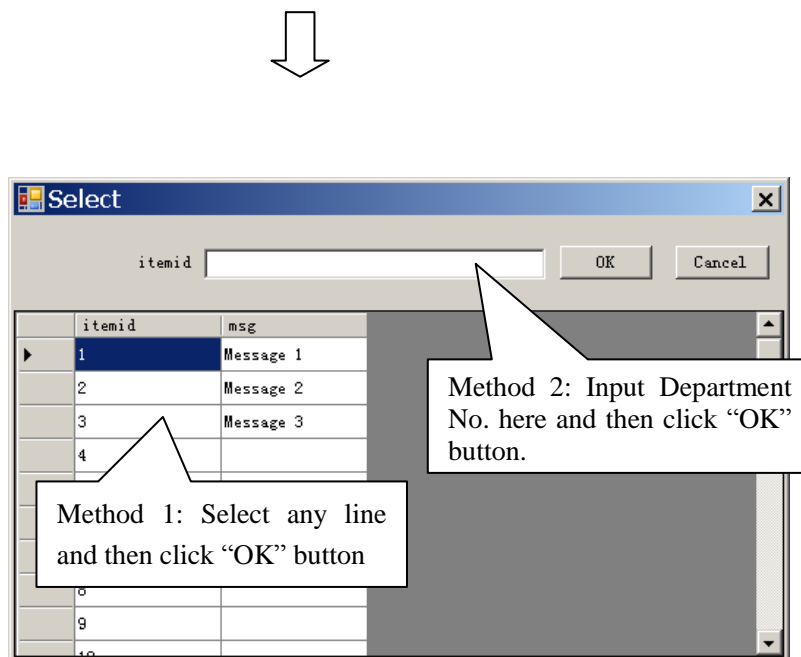 Select
itemid
OK Cancel
itemid msg
1 Message 1
2 Message 2
3 Message 3
4
Method 2: Input Department
No. here and then click “OK”
button.
Method 1: Select any line
and then click “OK” button
8
9
10